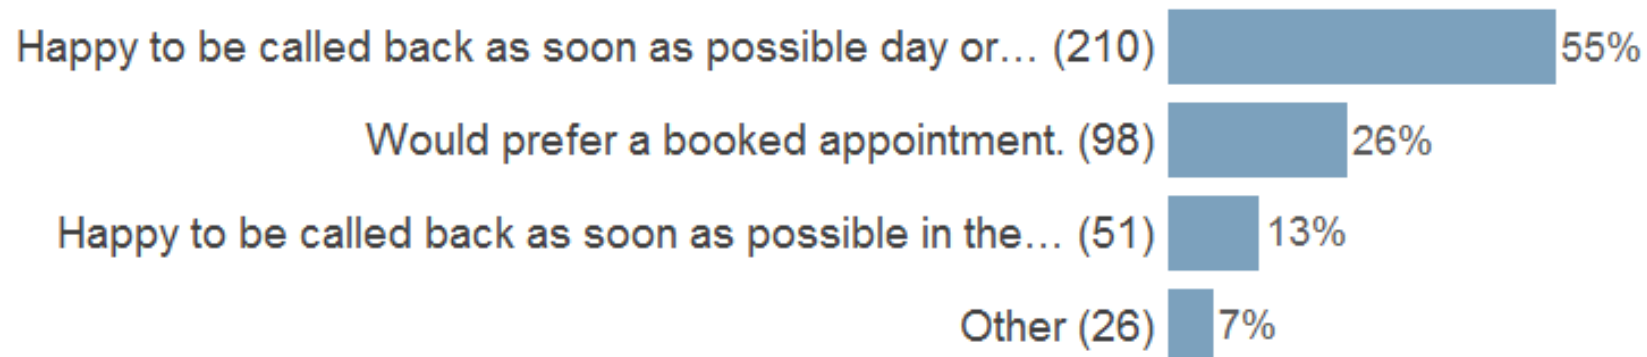 Happy to be called back as soon as possible day or... (210) 55%
Would prefer a booked appointment. (98) 26%
Happy to be called back as soon as possible in the... (51) 13%
Other (26) 7%